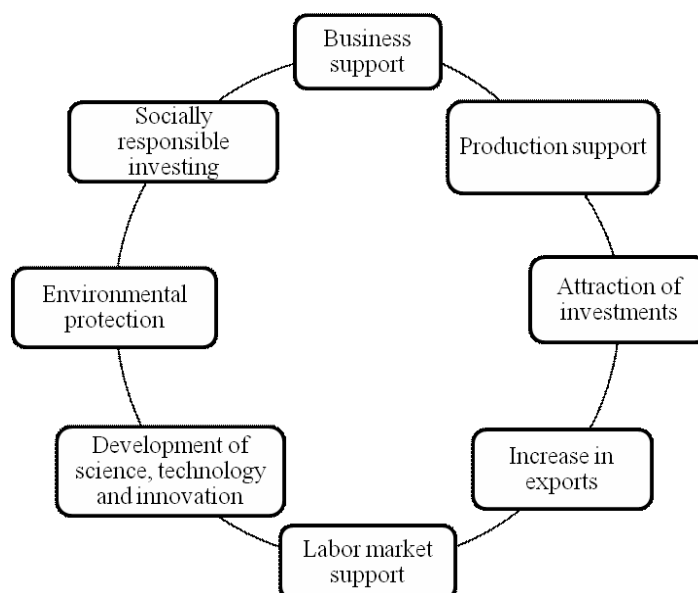 Business
support
Production support
Attraction of
investments
Increase in
exports
Labor market
support
Development of
science, technology
and innovation
Environmental
protection
Socially
responsible
investing